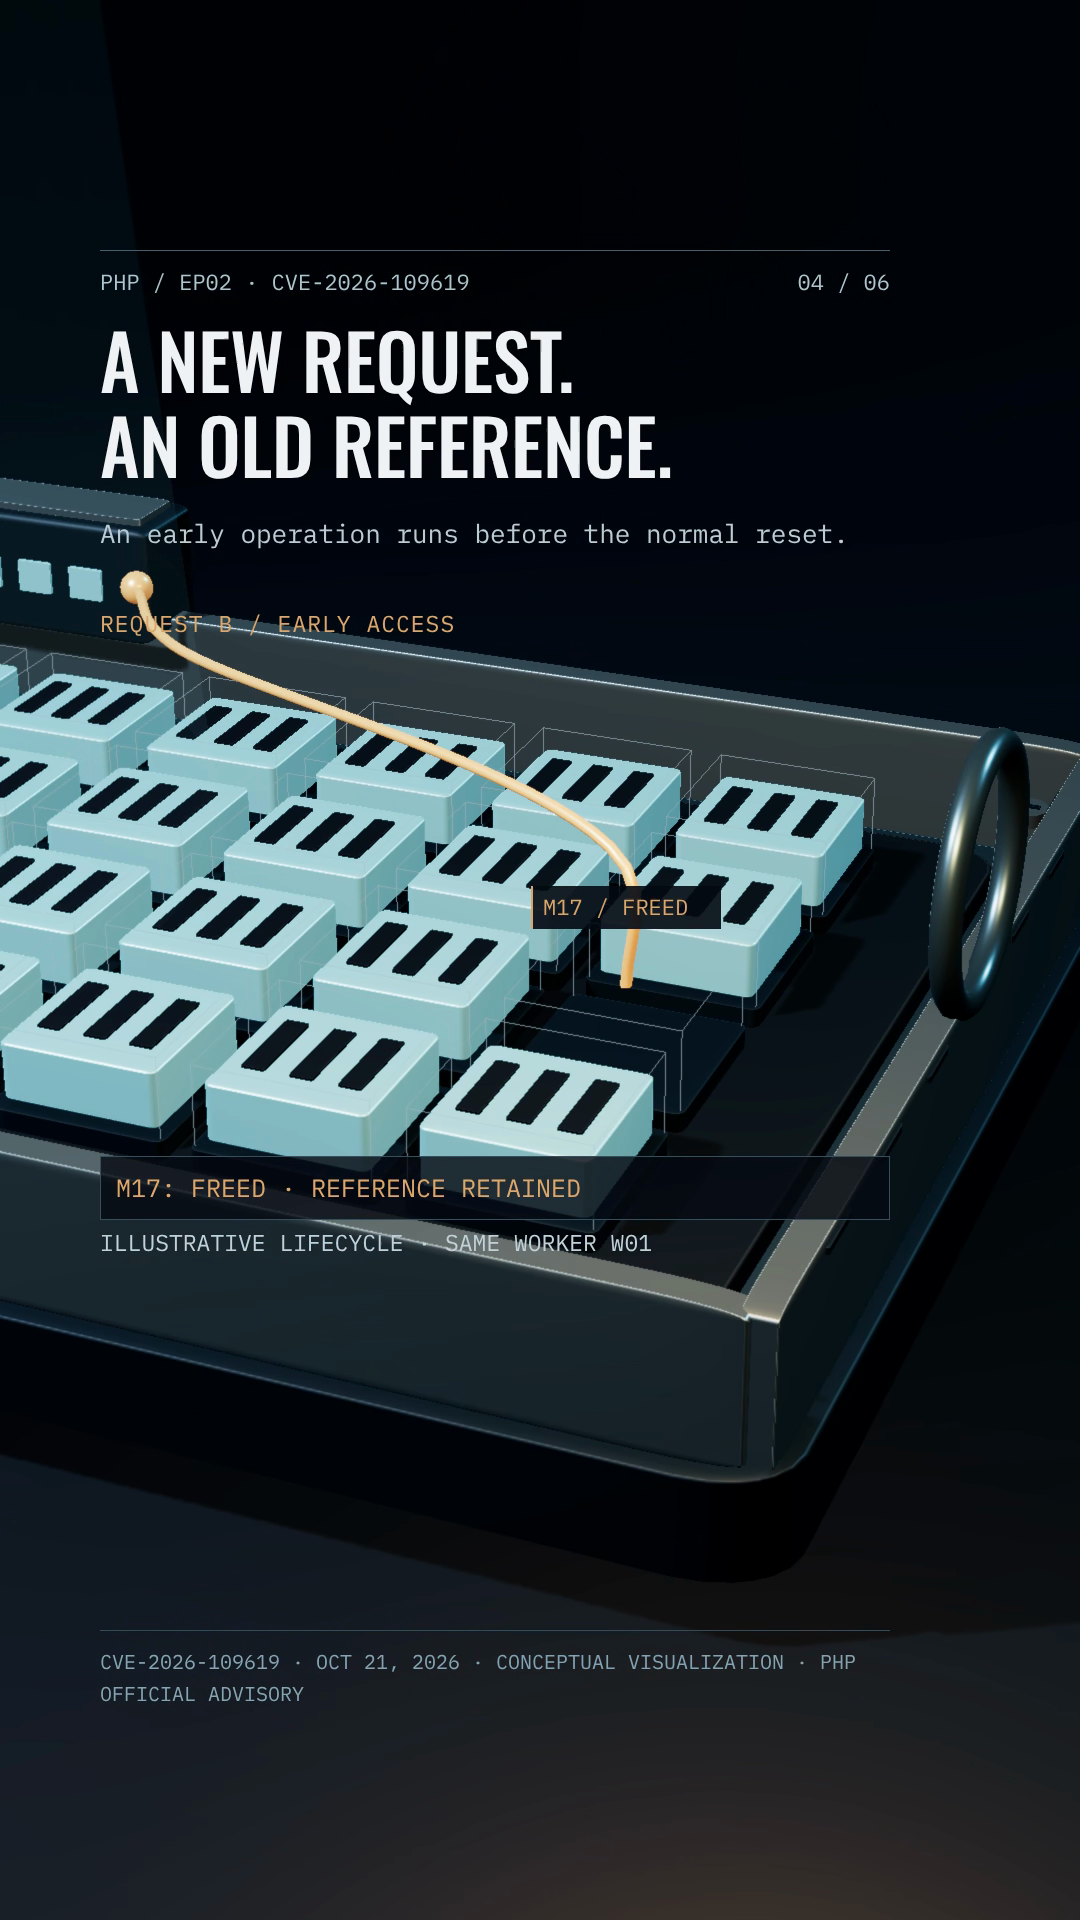 PHP / EP02 · CVE-2026-109619
04 / 06
A NEW REQUEST.
AN OLD REFERENCE.
An early operation runs before the normal reset.
REQUEST B / EARLY ACCESS
M17 / FREED
M17: FREED · REFERENCE RETAINED
ILLUSTRATIVE LIFECYCLE · SAME WORKER W01
CVE-2026-109619 · OCT 21, 2026 · CONCEPTUAL VISUALIZATION · PHP
OFFICIAL ADVISORY